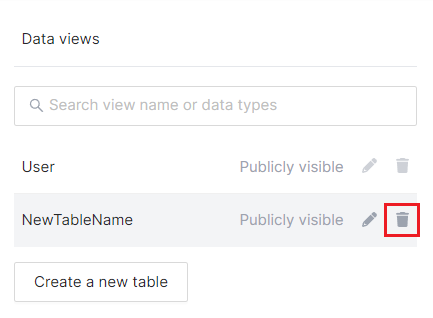 Data views
Search view name or data types
User Publicly visible
NewTableName Publicly visible
Create a new table